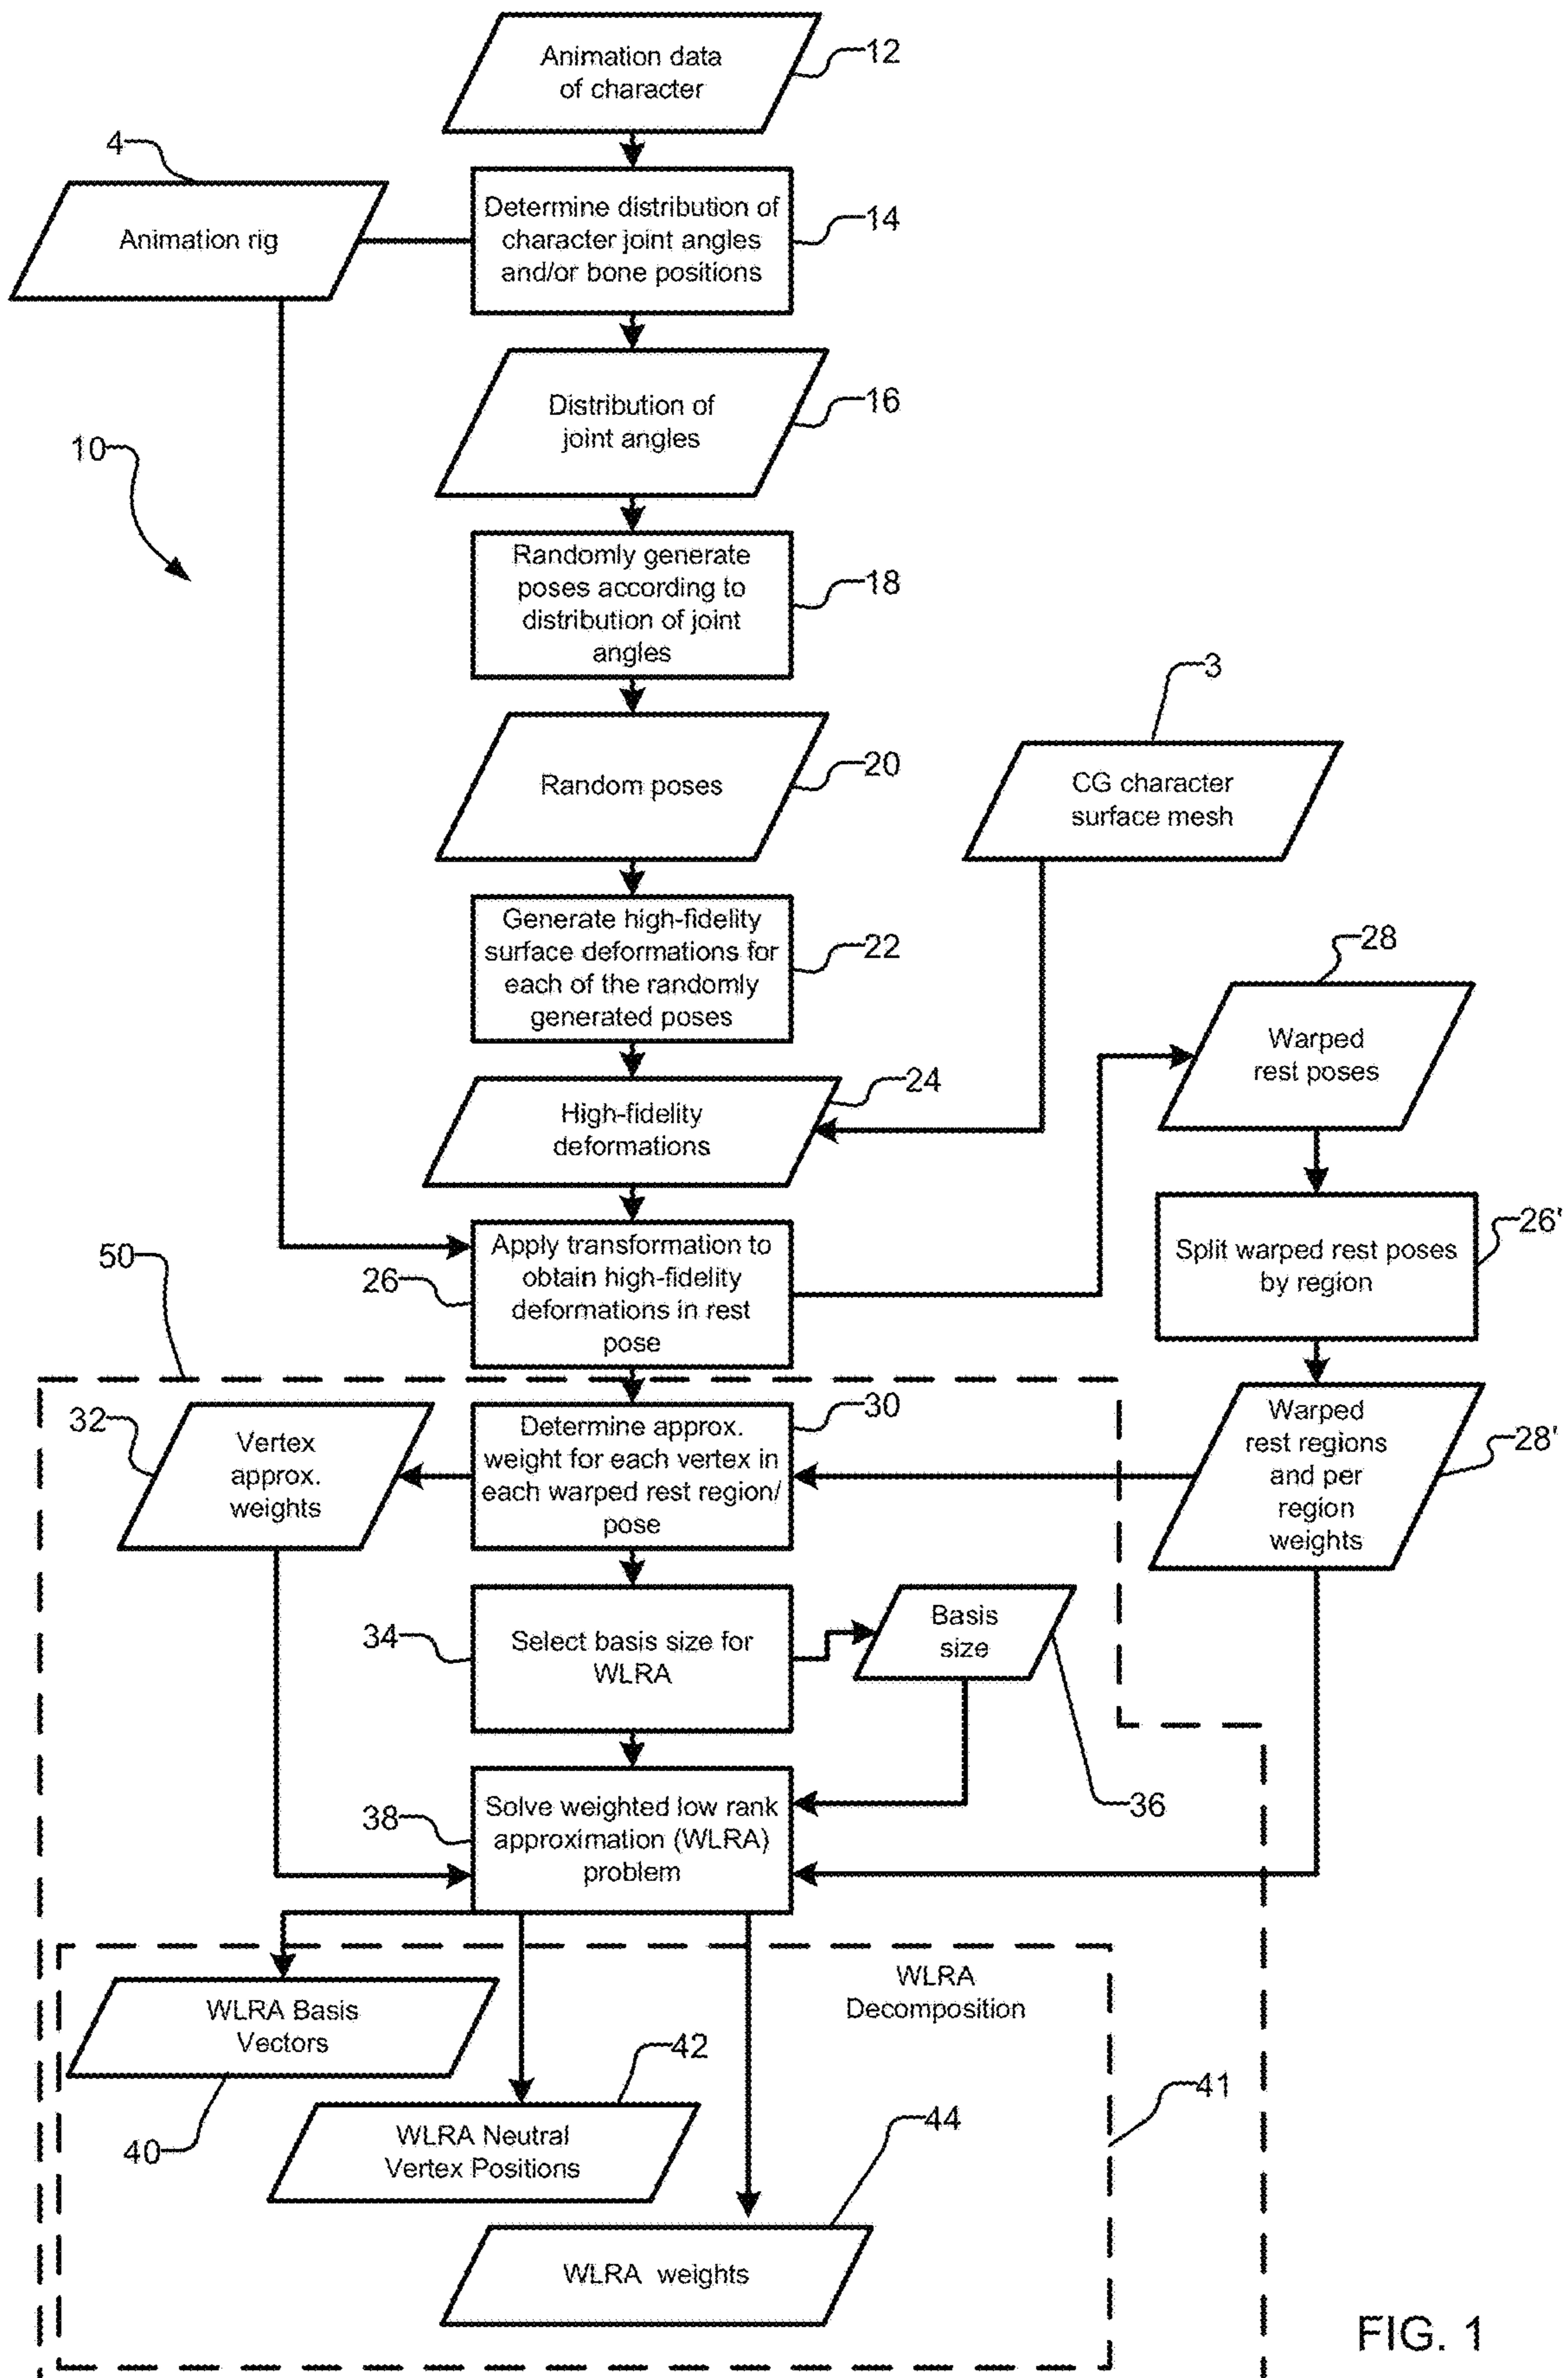 Animation data
of character
12
4
Animation rig
Determine distribution of
character joint angles
and/or bone positions
14
Distribution of
joint angles
16
10
Randomly generate
poses according to
distribution of joint
angles
18
3
Random poses
20
CG character
surface mesh
Generate high-fidelity
surface deformations for
each of the randomly
generated poses
22
28
Warped
rest poses
24
High-fidelity
deformations
26'
Split warped rest poses
by region
50
26
Apply transformation to
obtain high-fidelity
deformations in rest
pose
32
Vertex
approx.
weights
Determine approx.
weight for each vertex in
each warped rest region/
pose
30
Warped
rest regions
and per
region
weights
28'
34
Select basis size for
WLRA
Basis
size
36
38
Solve weighted low rank
approximation (WLRA)
problem
WLRA
Decomposition
WLRA Basis
Vectors
40
42
WLRA Neutral
Vertex Positions
41
44
WLRA weights
FIG. 1